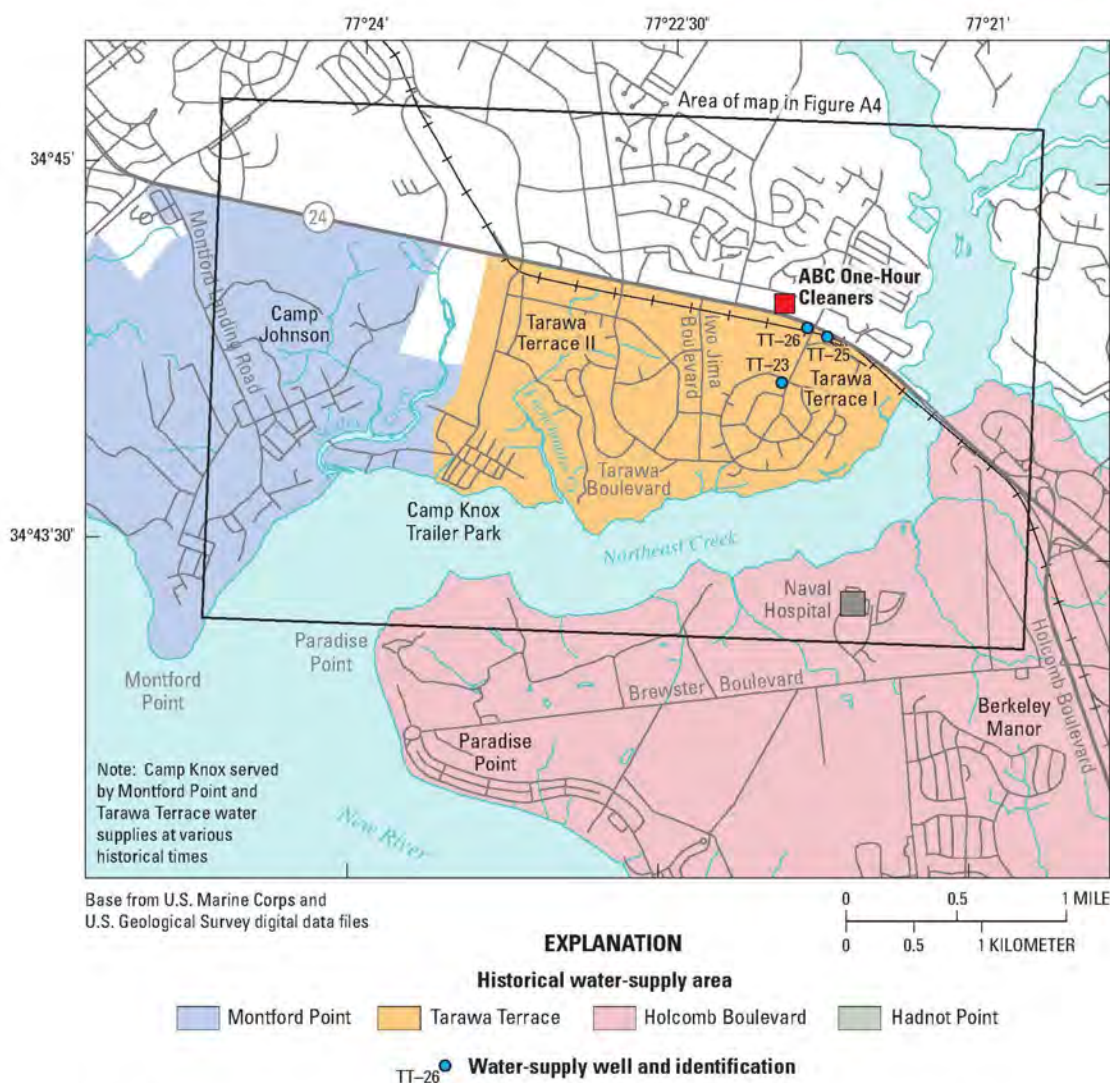 77°24'
77°22'30"
77°21'
Area of map in Figure A4
34°45'
24
Montford Landing Road
Camp
Johnson
ABC One-Hour
Cleaners
Tarawa
Terrace II
Iwo Jima
Boulevard
TT–26
TT–25
TT–23
Tarawa
Terrace I
Tarawa
Boulevard
Camp Knox
Trailer Park
34°43'30"
Northeast Creek
Naval
Hospital
Paradise
Point
Montford
Point
Brewster Boulevard
Holcomb Boulevard
Berkeley
Manor
Paradise
Point
New River
Note: Camp Knox served
by Montford Point and
Tarawa Terrace water
supplies at various
historical times
Base from U.S. Marine Corps and
U.S. Geological Survey digital data files
0 0.5 1 MILE
0 0.5 1 KILOMETER
EXPLANATION
Historical water-supply area
Montford Point
Tarawa Terrace
Holcomb Boulevard
Hadnot Point
TT–26
Water-supply well and identification